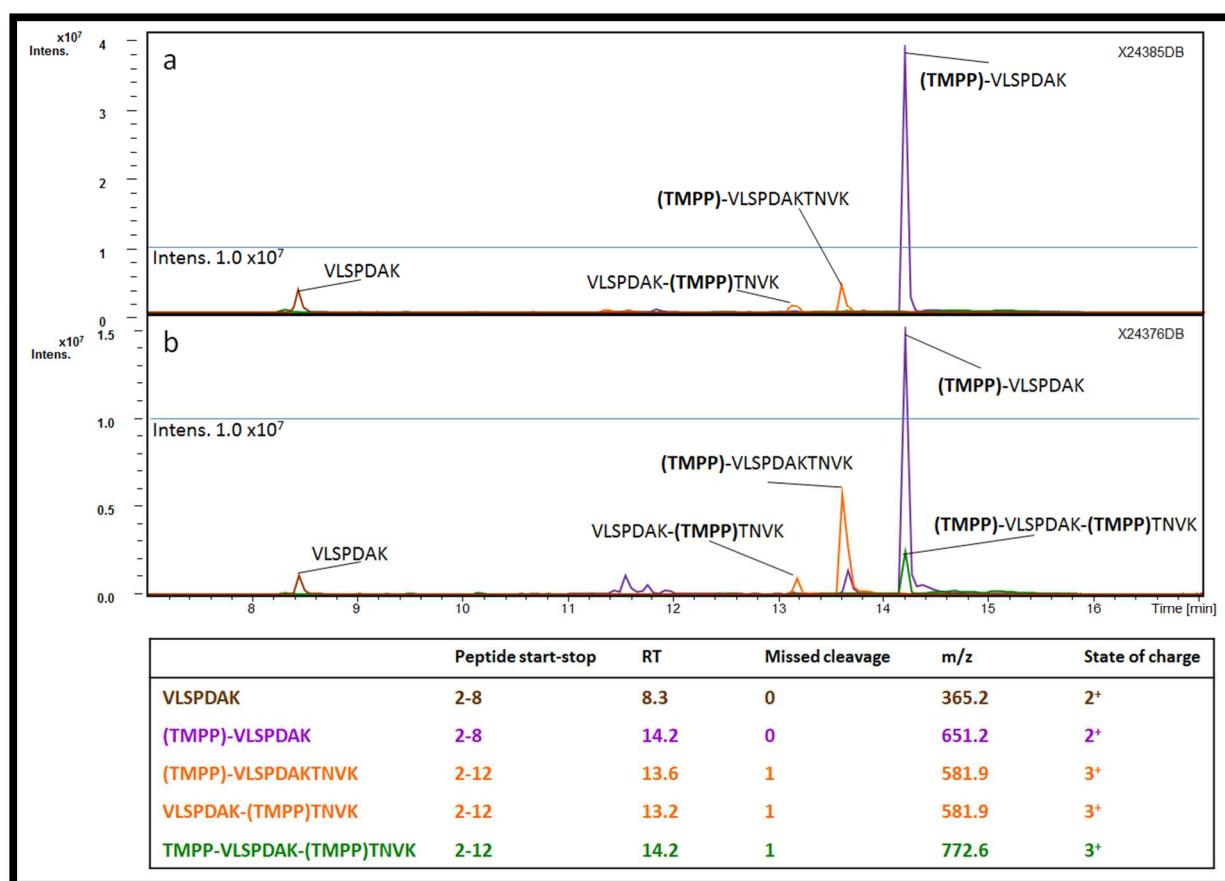 x10⁷
Intens.
4
3
2
1
0
a
X24385DB
(TMPP)-VLSPDAK
(TMPP)-VLSPDAKTNVK
Intens. 1.0 x10⁷
VLSPDAK
VLSPDAK-(TMPP)TNVK
x10⁷
Intens.
1.5
1.0
0.5
0.0
b
X24376DB
(TMPP)-VLSPDAK
Intens. 1.0 x10⁷
(TMPP)-VLSPDAKTNVK
(TMPP)-VLSPDAK-(TMPP)TNVK
VLSPDAK-(TMPP)TNVK
VLSPDAK
8 9 10 11 12 13 14 15 16 Time [min]
Peptide start-stop RT Missed cleavage m/z State of charge
VLSPDAK 2-8 8.3 0 365.2 2⁺
(TMPP)-VLSPDAK 2-8 14.2 0 651.2 2⁺
(TMPP)-VLSPDAKTNVK 2-12 13.6 1 581.9 3⁺
VLSPDAK-(TMPP)TNVK 2-12 13.2 1 581.9 3⁺
TMPP-VLSPDAK-(TMPP)TNVK 2-12 14.2 1 772.6 3⁺